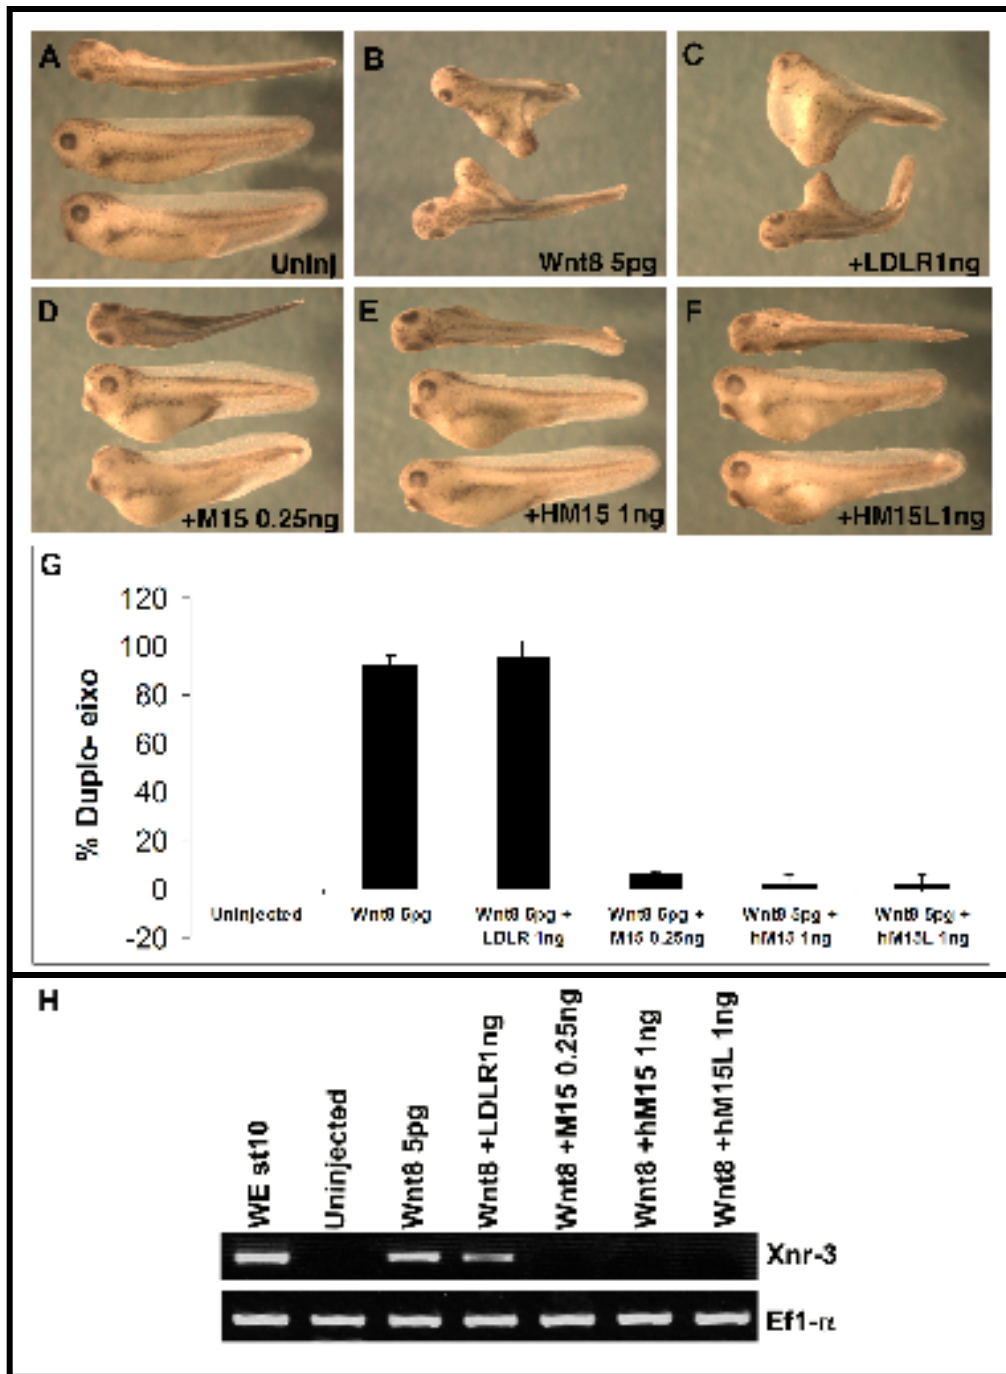 A
Uninj
B
Wnt8 5pg
C
+LDLR1ng
D
+M15 0.25ng
E
+HM15 1ng
F
+HM15L1ng
G
% Duplo- eixo
120
100
80
60
40
20
0
-20
Uninjected
Wnt8 5pg
Wnt8 5pg +
LDLR 1ng
Wnt8 5pg +
M15 0.25ng
Wnt8 5pg +
hM15 1ng
Wnt8 5pg +
hM15L 1ng
H
WE st10
Uninjected
Wnt8 5pg
Wnt8 +LDLR1ng
Wnt8 +M15 0.25ng
Wnt8 +hM15 1ng
Wnt8 +hM15L 1ng
Xnr-3
Ef1-α